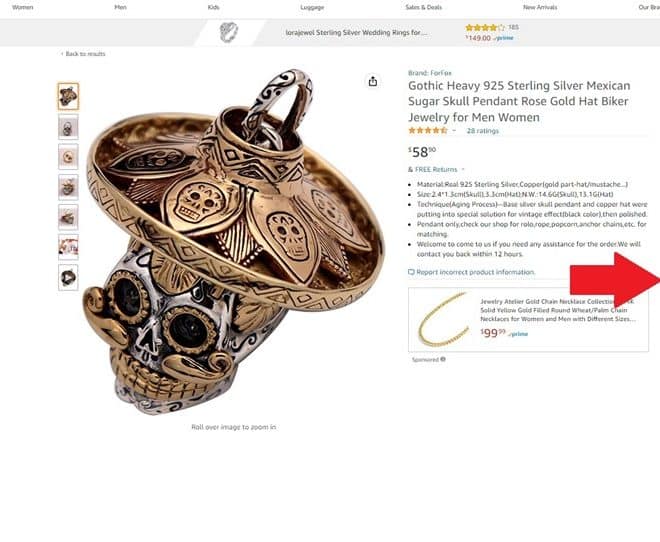 Women Men Kids Luggage Sales & Deals New Arrivals Our Bra
lorajewel Sterling Silver Wedding Rings for...
185
$149.00 prime
‹ Back to results
Brand: ForFox
Gothic Heavy 925 Sterling Silver Mexican
Sugar Skull Pendant Rose Gold Hat Biker
Jewelry for Men Women
28 ratings
$5890
& FREE Returns
• Material:Real 925 Sterling Silver,Copper(gold part-hat/mustache...)
• Size:2.4*1.3cm(Skull),3.3cm(Hat);N.W.:14.6G(Skull),13.1G(Hat)
• Technique(Aging Process)—Base silver skull pendant and copper hat were
putting into special solution for vintage effect(black color),then polished.
• Pendant only,check our shop for rolo,rope,popcorn,anchor chains,etc. for
matching.
• Welcome to come to us if you need any assistance for the order.We will
contact you back within 12 hours.
Report incorrect product information.
Jewelry Atelier Gold Chain Necklace Collection
Solid Yellow Gold Filled Round Wheat/Palm Chain
Necklaces for Women and Men with Different Sizes...
$9999 prime
Sponsored
Roll over image to zoom in